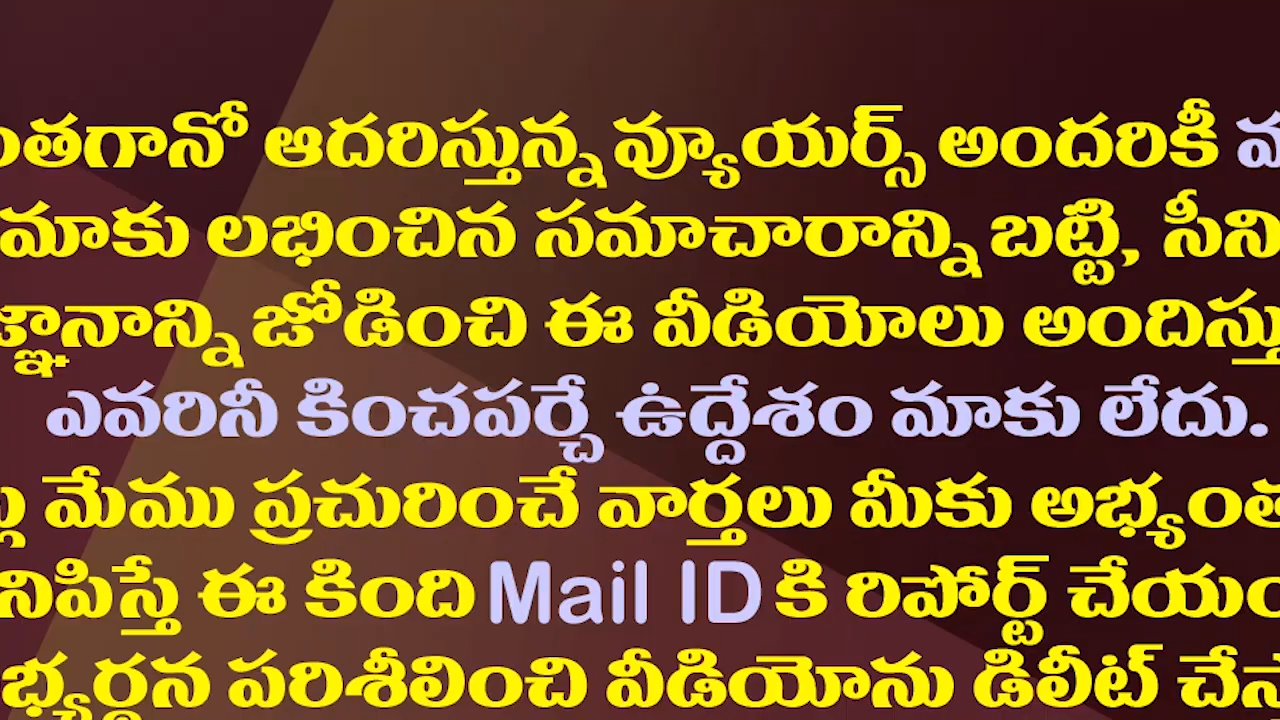 ంతగానో ఆదరిస్తున్న వ్యూయర్స్ అందరికీ
మాకు లభించిన సమాచారాన్ని బట్టి, సీని
జ్ఞానాన్ని జోడించి ఈ వీడియోలు అందిస్తు
ఎవరినీ కించపర్చే ఉద్దేశం మాకు లేదు.
మేము ప్రచురించే వార్తలు మీకు అభ్యంత
నిపిస్తే ఈ కింది Mail ID కి రిపోర్ట్ చేయం
భ్యర్థన పరిశీలించి వీడియోను డిలీట్ చేస